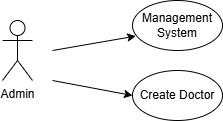 Management
System
Admin
Create Doctor